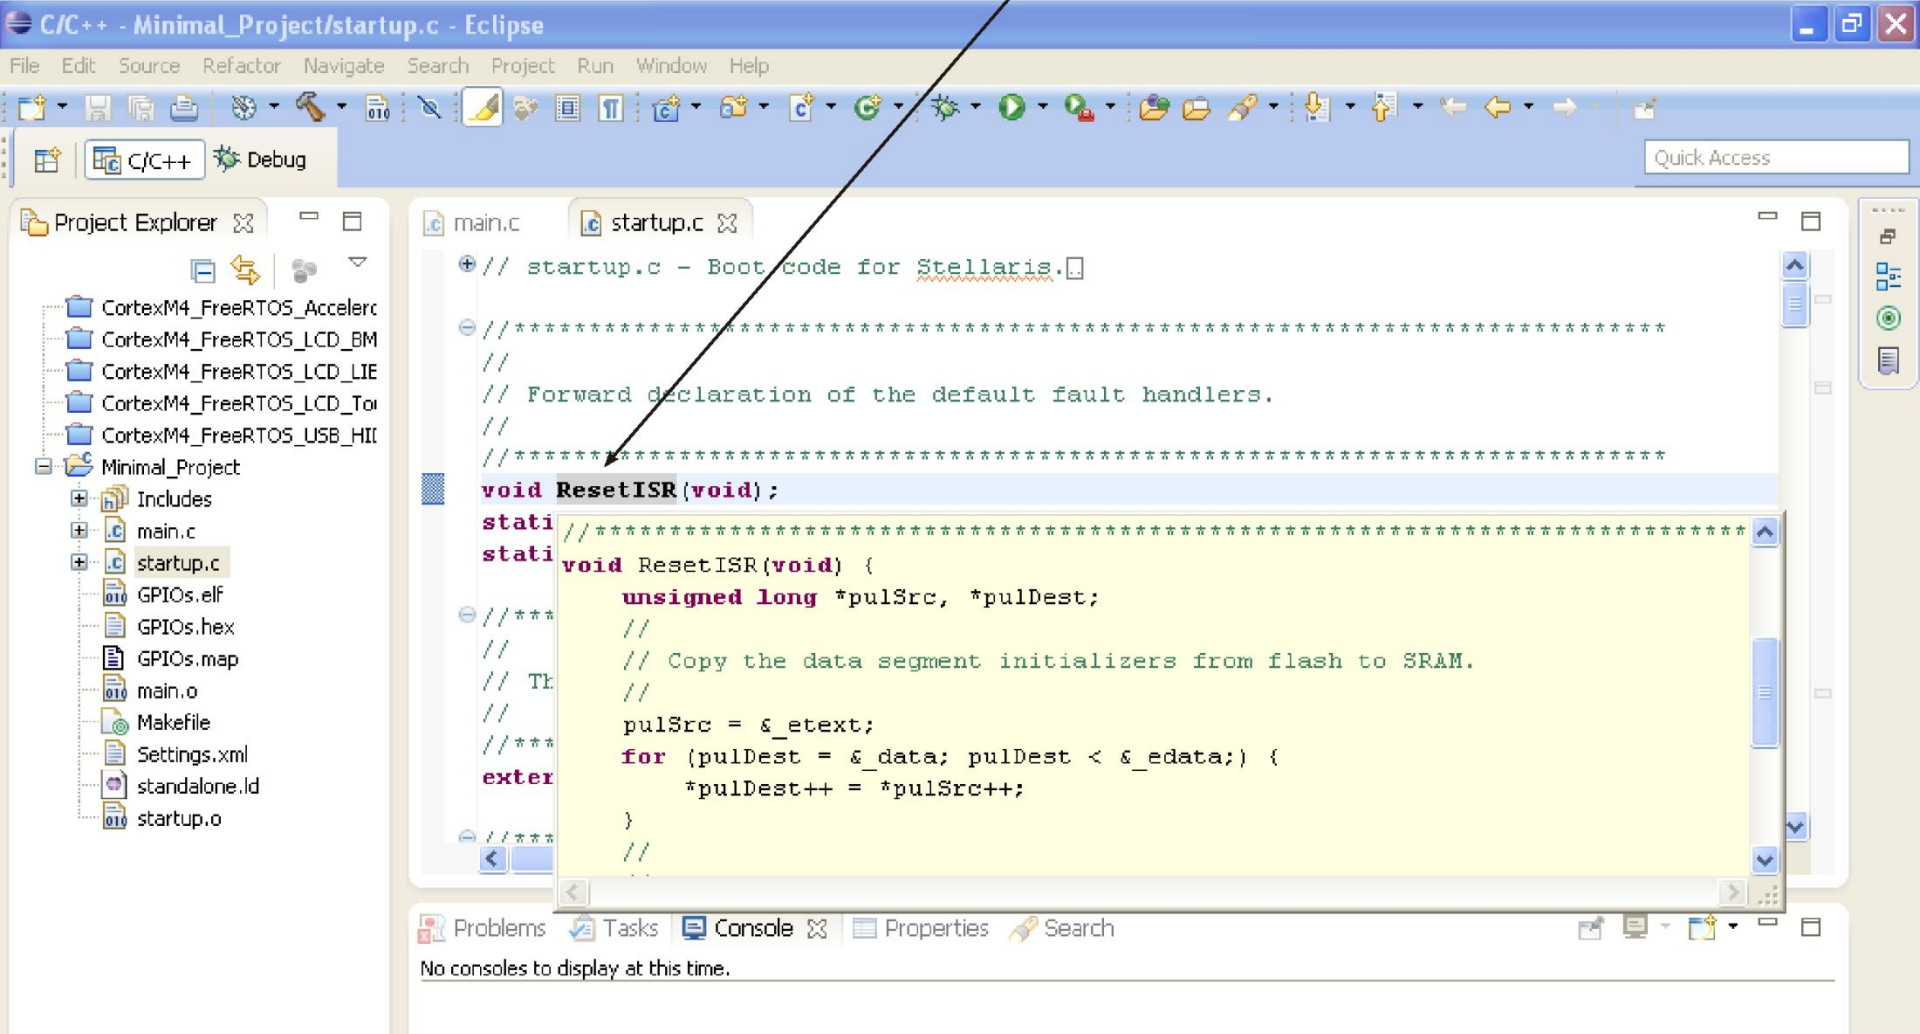 C/C++ - Minimal_Project/startup.c - Eclipse
File Edit Source Refactor Navigate Search Project Run Window Help
C/C++ Debug
Quick Access
Project Explorer
CortexM4_FreeRTOS_Accelerc
CortexM4_FreeRTOS_LCD_BM
CortexM4_FreeRTOS_LCD_LIE
CortexM4_FreeRTOS_LCD_Tou
CortexM4_FreeRTOS_USB_HI
Minimal_Project
Includes
main.c
startup.c
GPIOs.elf
GPIOs.hex
GPIOs.map
main.o
Makefile
Settings.xml
standalone.ld
startup.o
main.c startup.c
// startup.c - Boot code for Stellaris.
//*****************************************************************************
//
// Forward declaration of the default fault handlers.
//
//*****************************************************************************
void ResetISR(void);
stati
stati
//***
//
// Th
//
//***
exter
//***
//*****************************************************************************
void ResetISR(void) {
unsigned long *pulSrc, *pulDest;
//
// Copy the data segment initializers from flash to SRAM.
//
pulSrc = &_etext;
for (pulDest = &_data; pulDest < &_edata;) {
*pulDest++ = *pulSrc++;
}
//
Problems Tasks Console Properties Search
No consoles to display at this time.